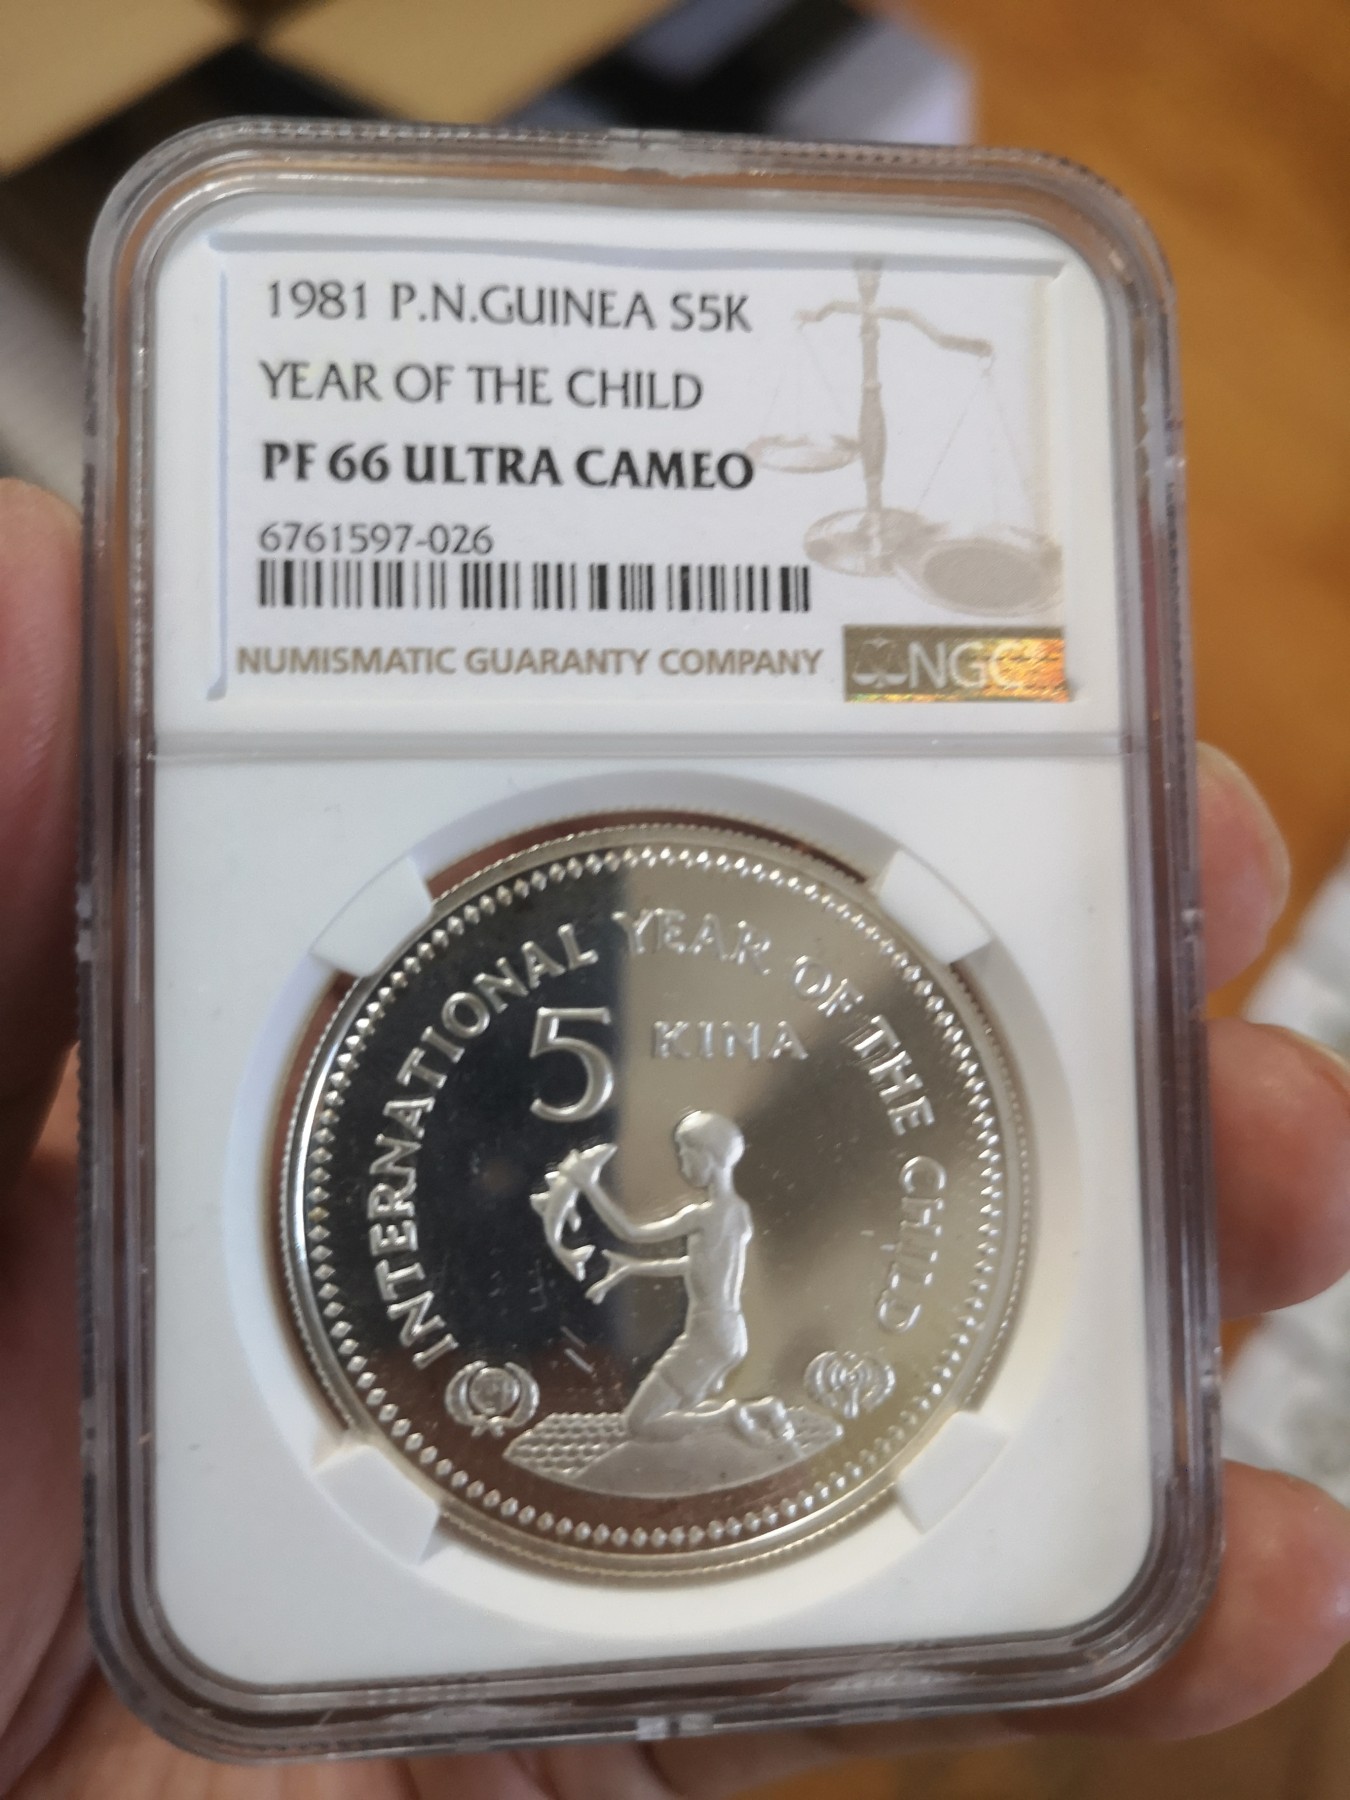 1981 P.N.GUINEA S5K
YEAR OF THE CHILD
PF 66 ULTRA CAMEO
6761597-026
NUMISMATIC GUARANTY COMPANY
NGC
INTERNATIONAL YEAR OF THE CHILD
5
KINA